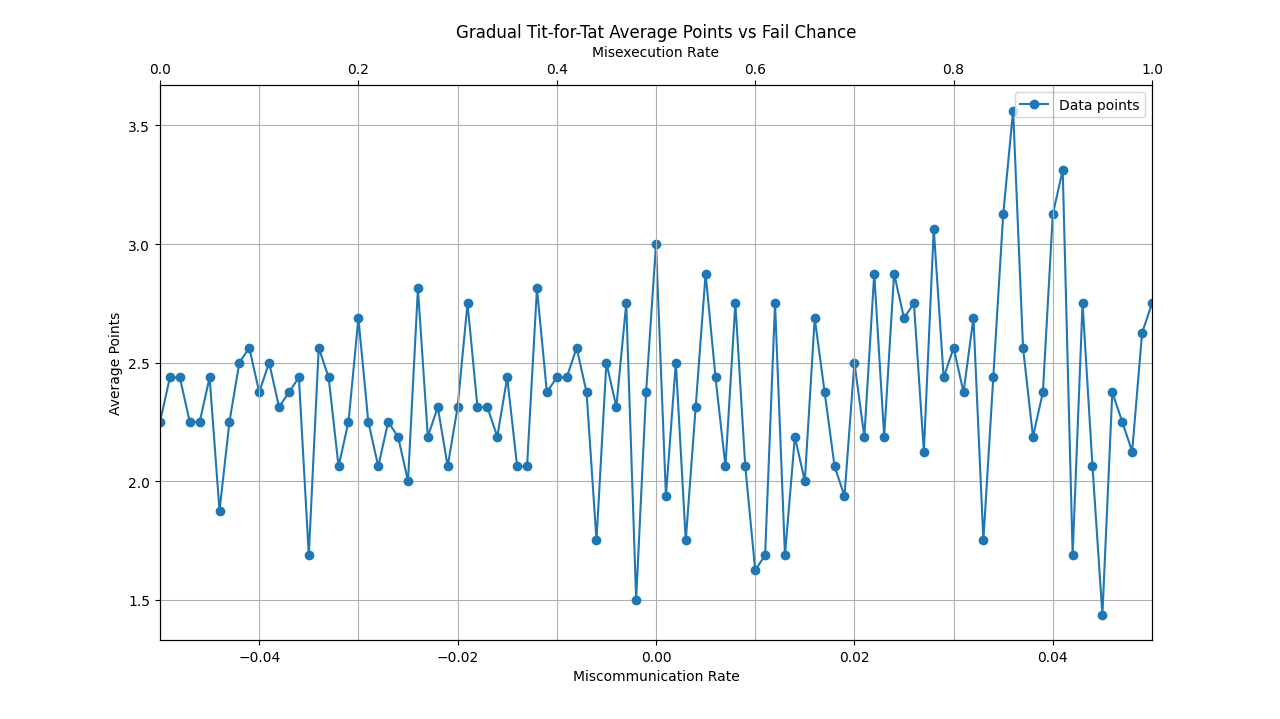 Gradual Tit-for-Tat Average Points vs Fail Chance
Misexecution Rate
0.0 0.2 0.4 0.6 0.8 1.0
Data points
3.5
3.0
2.5
2.0
1.5
Average Points
−0.04 −0.02 0.00 0.02 0.04
Miscommunication Rate